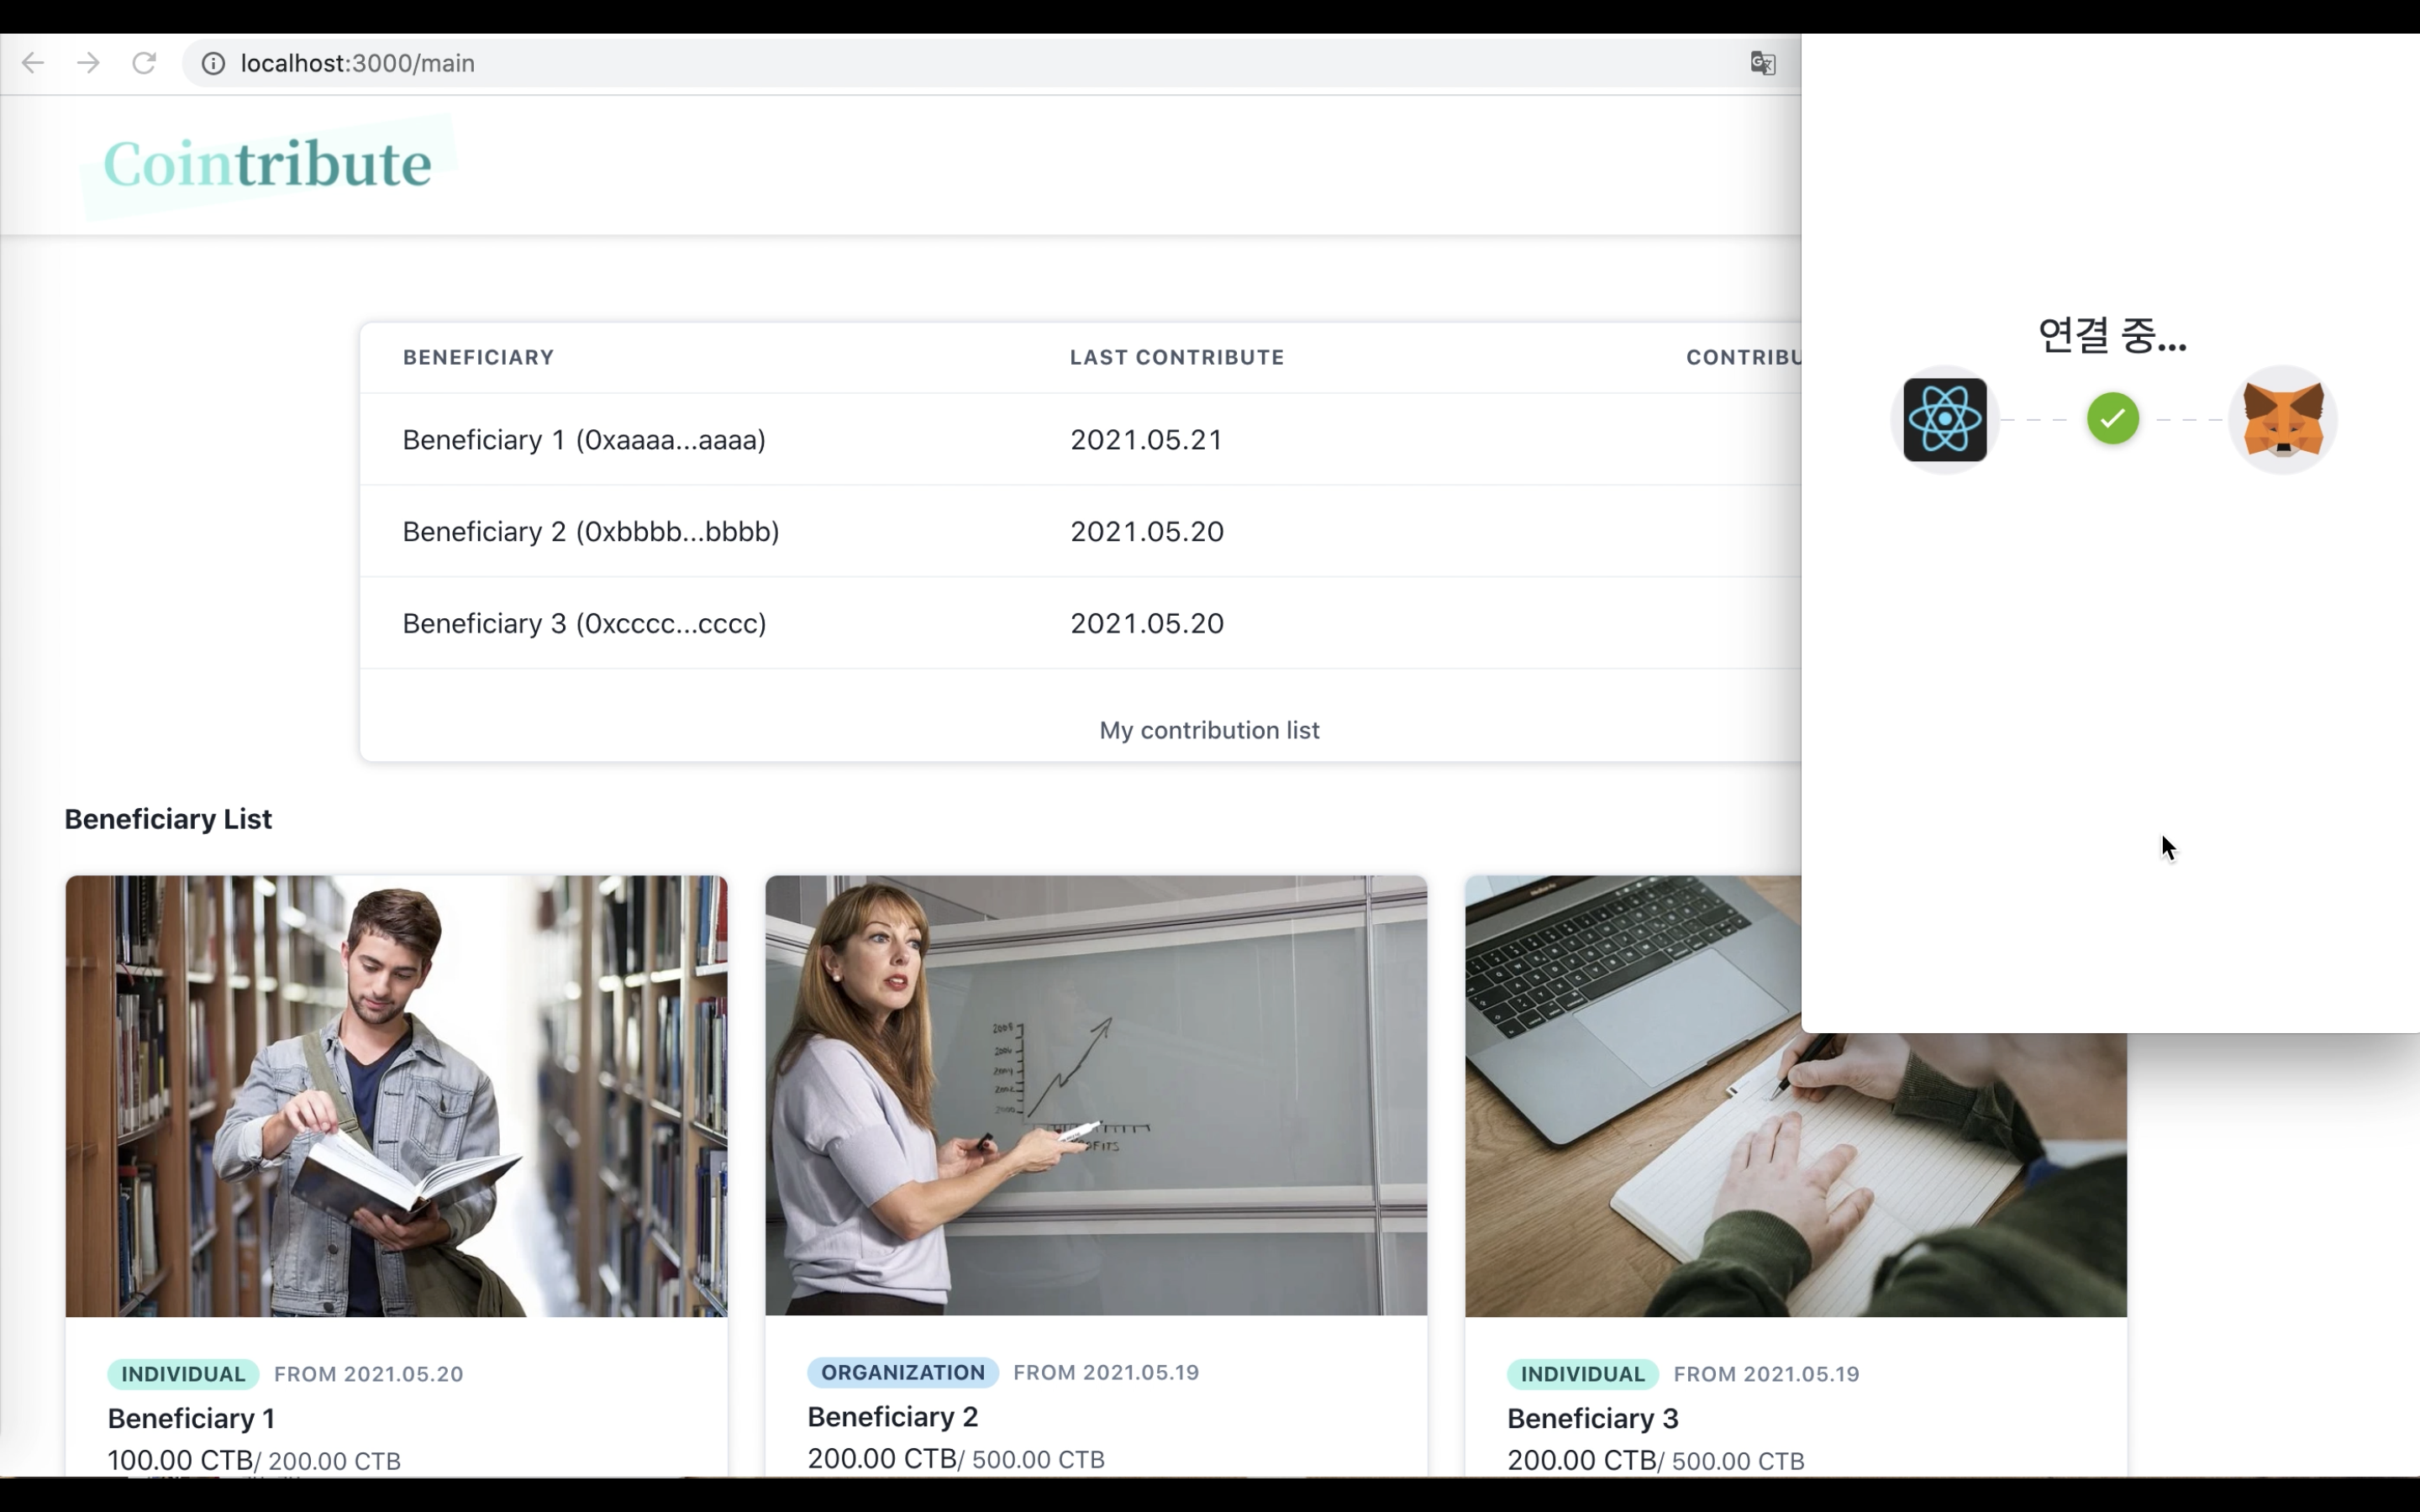 localhost:3000/main
Cointribute
연결 중...
BENEFICIARY LAST CONTRIBUTE CONTRIBU
Beneficiary 1 (0xaaaa...aaaa) 2021.05.21
Beneficiary 2 (0xbbbb...bbbb) 2021.05.20
Beneficiary 3 (0xcccc...cccc) 2021.05.20
My contribution list
Beneficiary List
2008
2000
OFITS
INDIVIDUAL FROM 2021.05.20
Beneficiary 1
100.00 CTB/ 200.00 CTB
ORGANIZATION FROM 2021.05.19
Beneficiary 2
200.00 CTB/ 500.00 CTB
INDIVIDUAL FROM 2021.05.19
Beneficiary 3
200.00 CTB/ 500.00 CTB